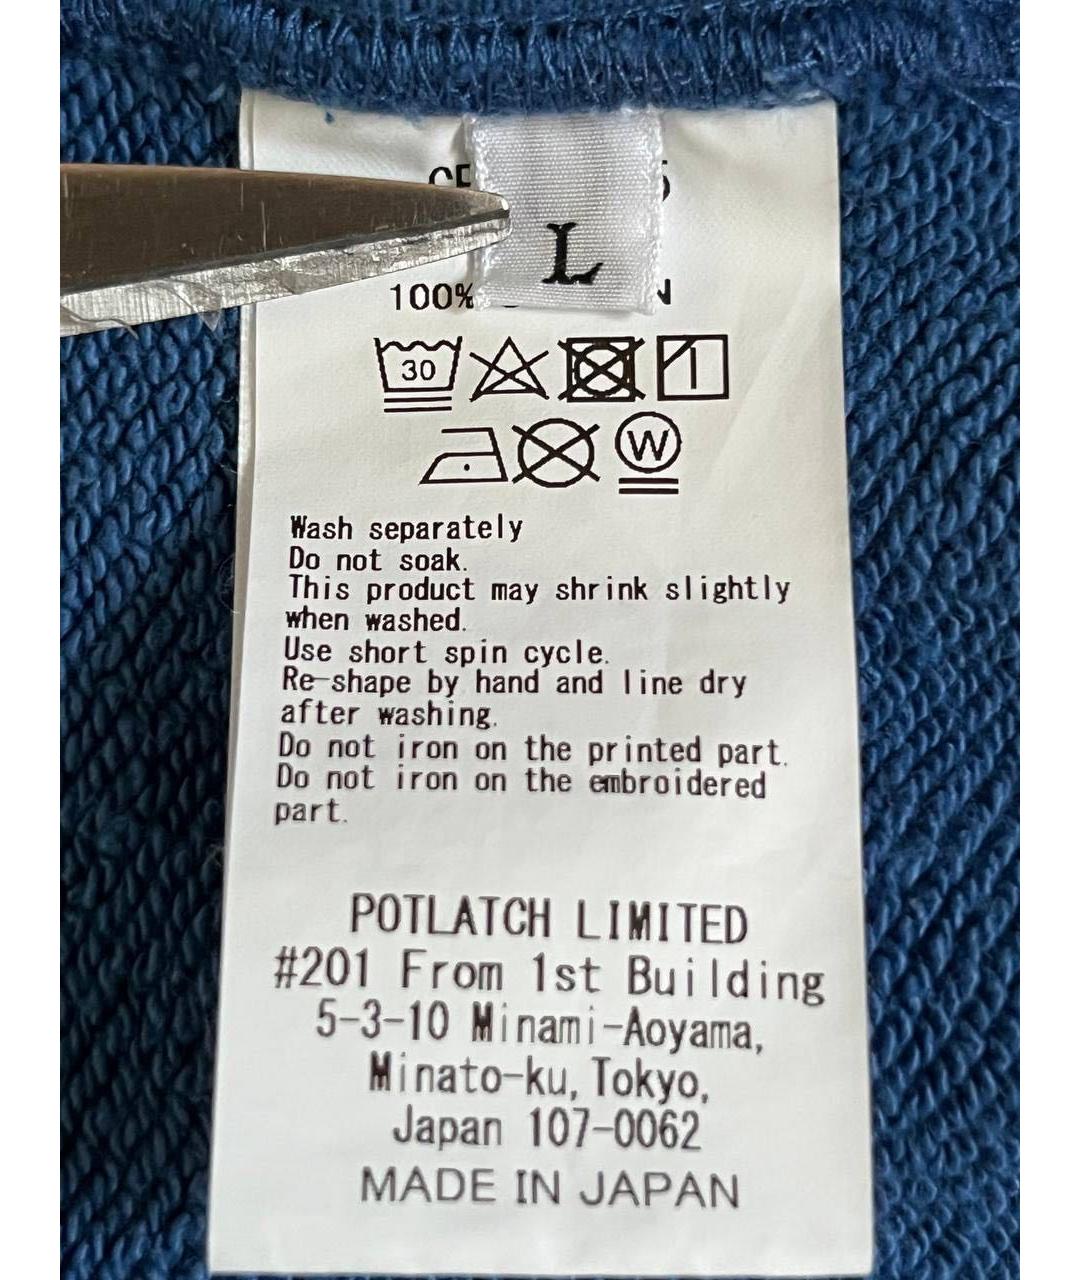 L
100%
30
W
Wash separately
Do not soak.
This product may shrink slightly
when washed.
Use short spin cycle.
Re-shape by hand and line dry
after washing.
Do not iron on the printed part.
Do not iron on the embroidered
part.
POTLATCH LIMITED
#201 From 1st Building
5-3-10 Minami-Aoyama,
Minato-ku, Tokyo,
Japan 107-0062
MADE IN JAPAN